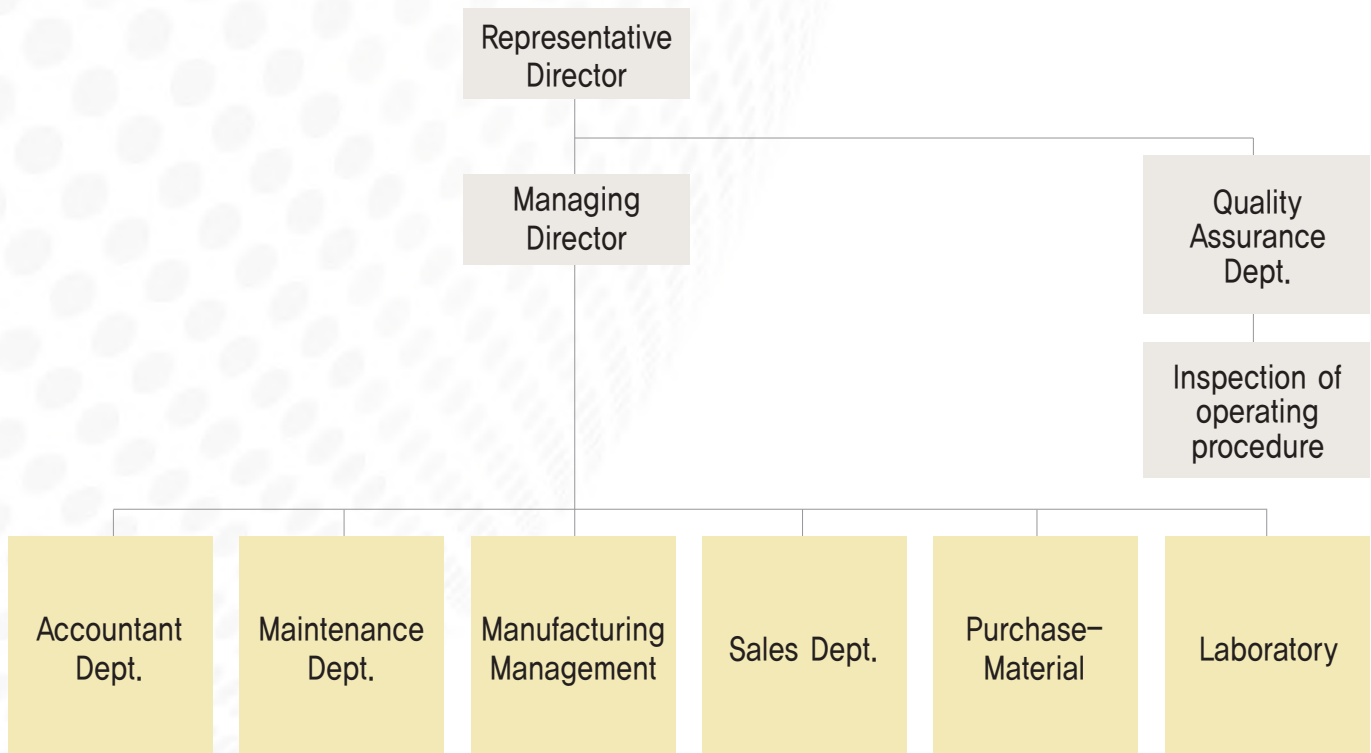 Representative
Director
Managing
Director
Quality
Assurance
Dept.
Inspection of
operating
procedure
Accountant
Dept.
Maintenance
Dept.
Manufacturing
Management
Sales Dept.
Purchase–
Material
Laboratory